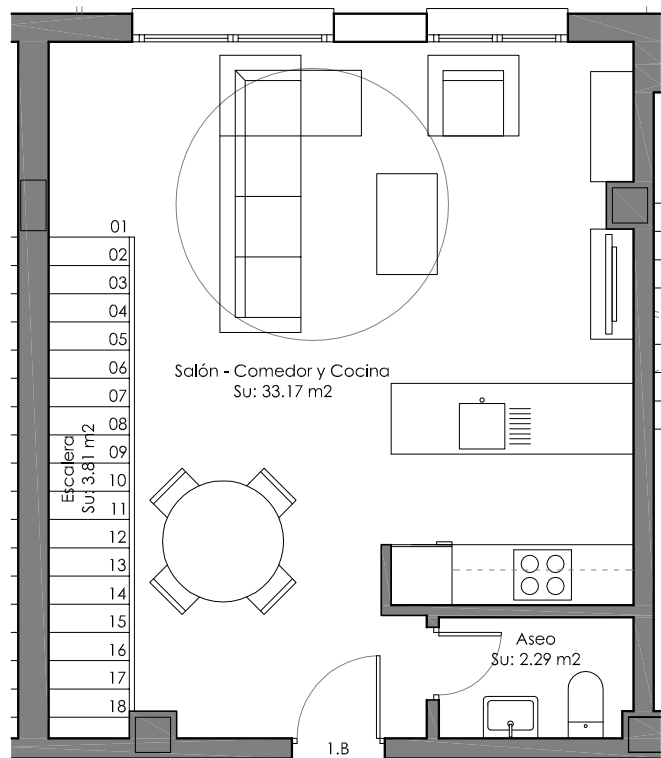 01
02
03
04
05
06
07
08
09
10
11
12
13
14
15
16
17
18
Escalera
Su: 3.81 m2
Salón - Comedor y Cocina
Su: 33.17 m2
Aseo
Su: 2.29 m2
1.B